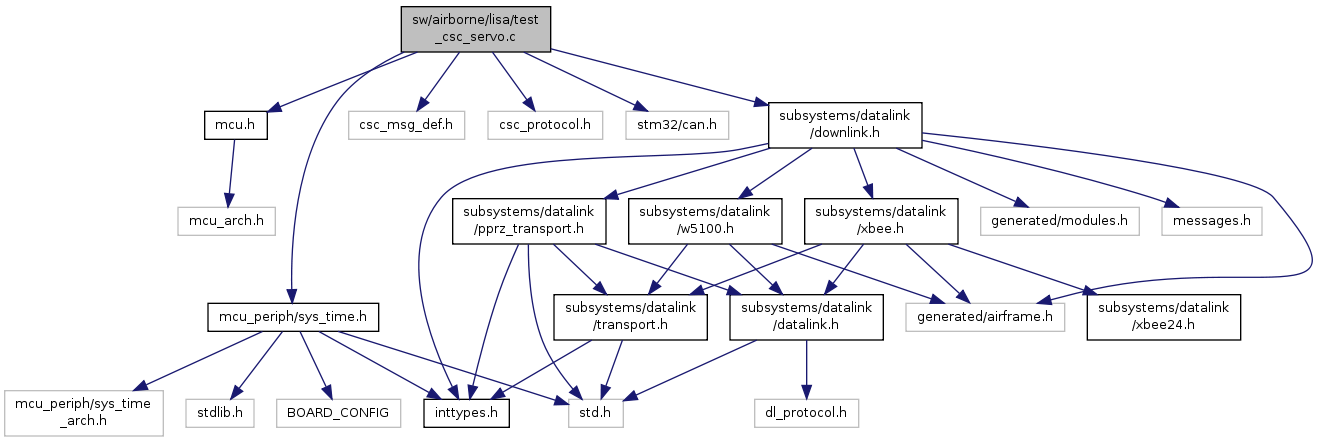 sw/airborne/lisa/test
_csc_servo.c
mcu.h
csc_msg_def.h
csc_protocol.h
stm32/can.h
subsystems/datalink
/downlink.h
mcu_arch.h
subsystems/datalink
/pprz_transport.h
subsystems/datalink
/w5100.h
subsystems/datalink
/xbee.h
generated/modules.h
messages.h
mcu_periph/sys_time.h
subsystems/datalink
/transport.h
subsystems/datalink
/datalink.h
generated/airframe.h
subsystems/datalink
/xbee24.h
mcu_periph/sys_time
_arch.h
stdlib.h
BOARD_CONFIG
inttypes.h
std.h
dl_protocol.h